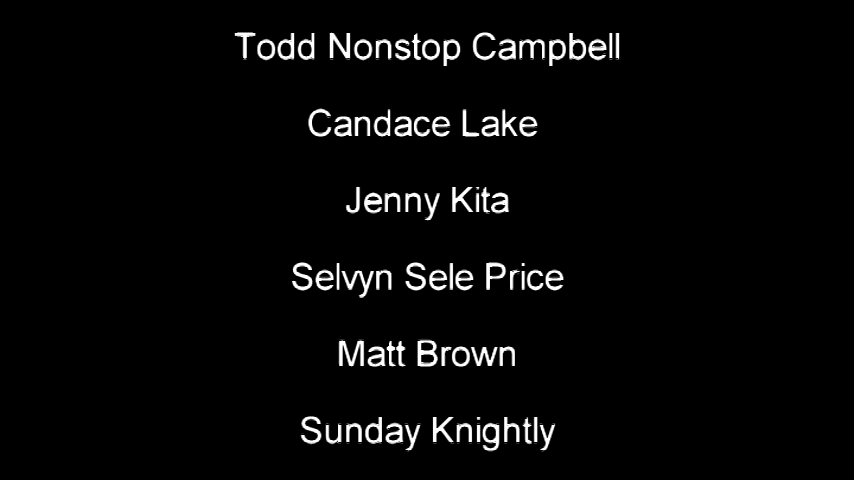 Todd Nonstop Campbell
Candace Lake
Jenny Kita
Selvyn Sele Price
Matt Brown
Sunday Knightly